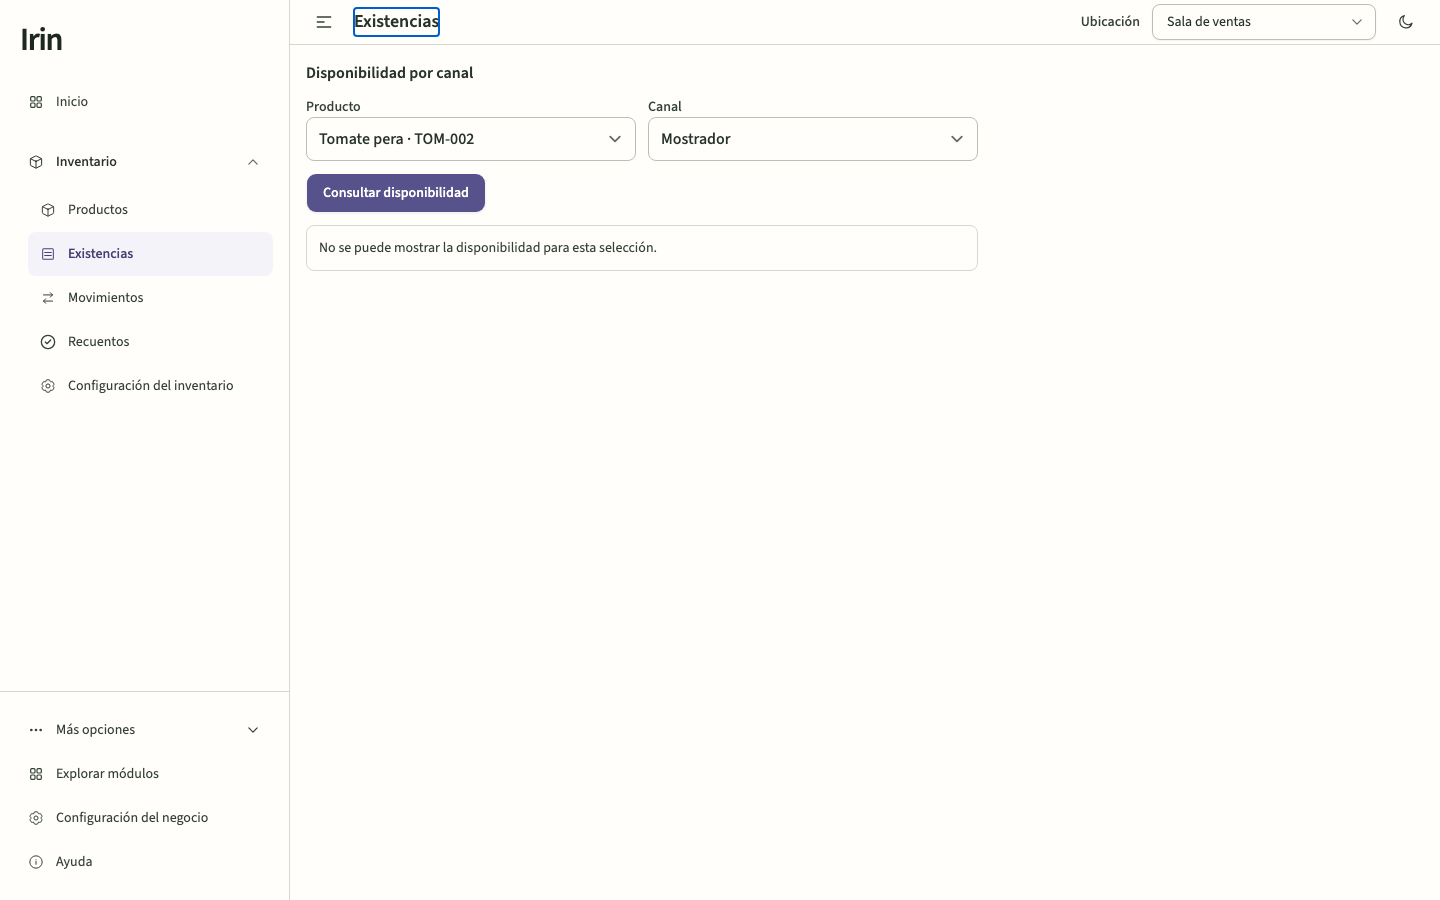 Irin
Inicio
Inventario
Productos
Existencias
Movimientos
Recuentos
Configuración del inventario
Más opciones
Explorar módulos
Configuración del negocio
Ayuda
Existencias
Ubicación
Sala de ventas
Disponibilidad por canal
Producto
Canal
Tomate pera · TOM-002
Mostrador
Consultar disponibilidad
No se puede mostrar la disponibilidad para esta selección.